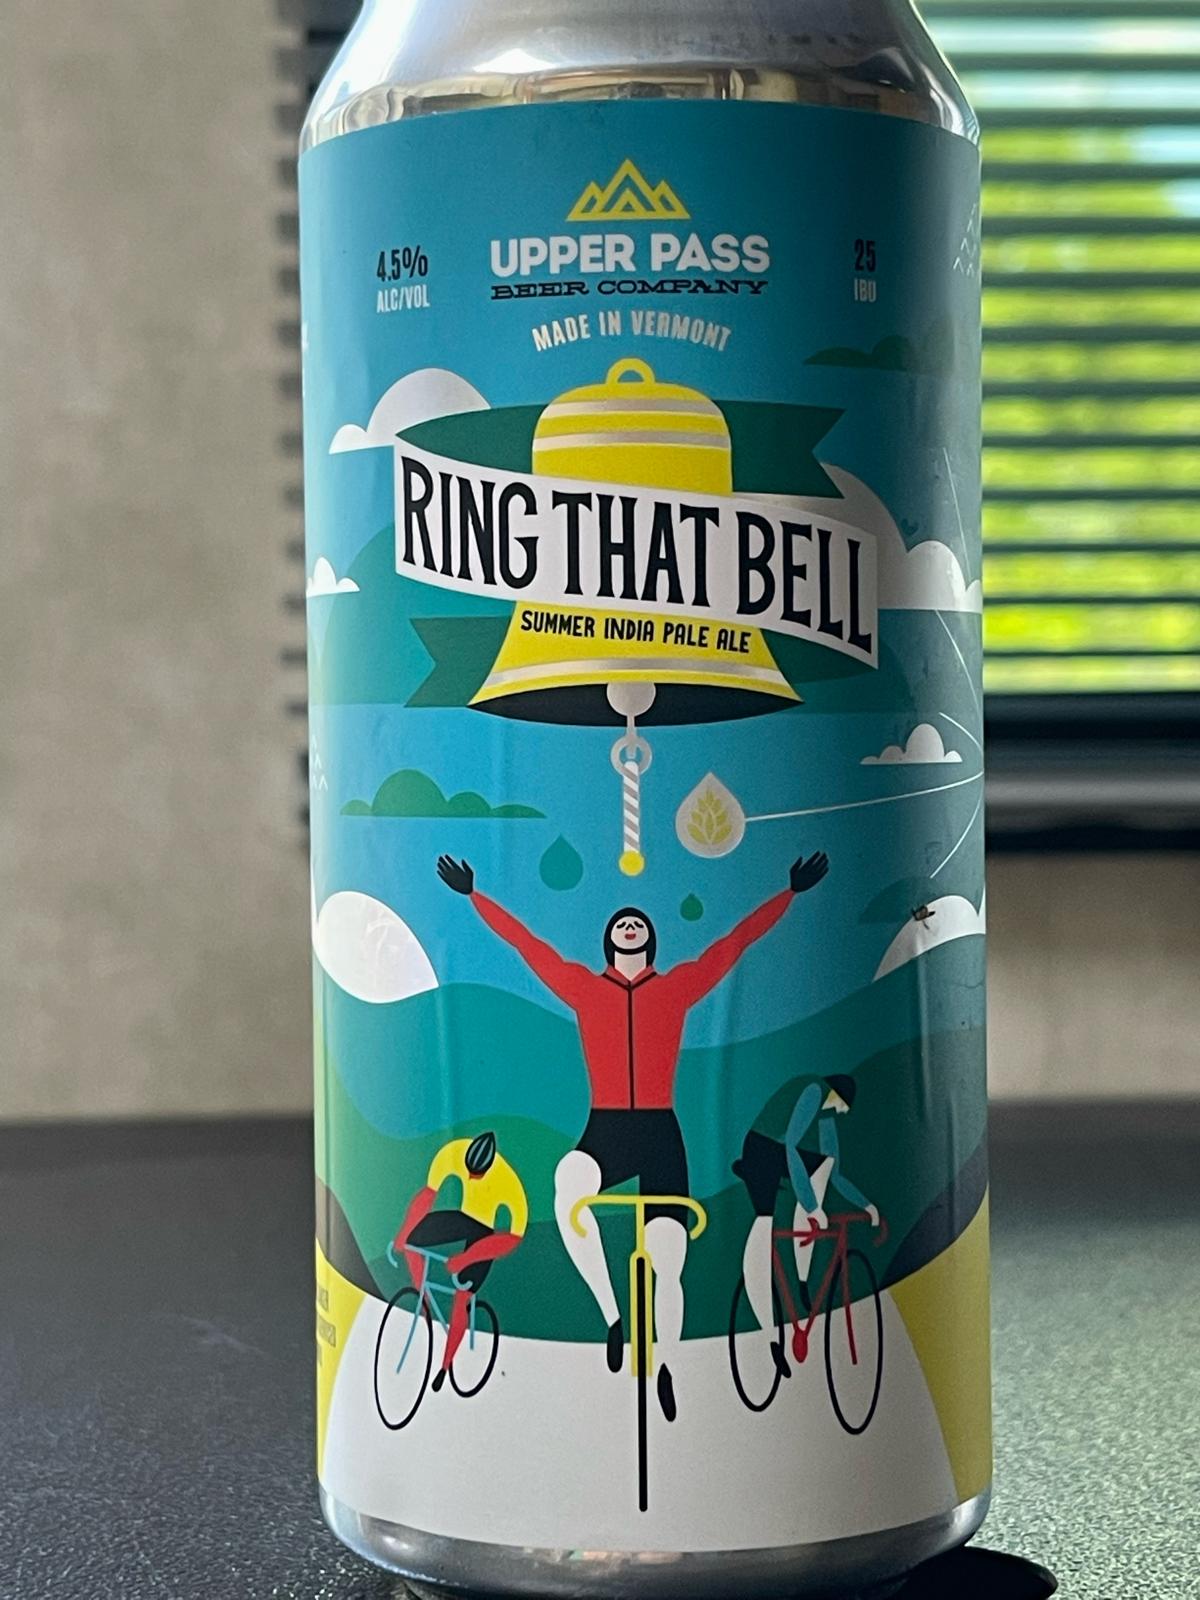 UPPER PASS
BEER COMPANY
MADE IN VERMONT
4.5%
ALC/VOL
25
IBU
RING THAT BELL
SUMMER INDIA PALE ALE